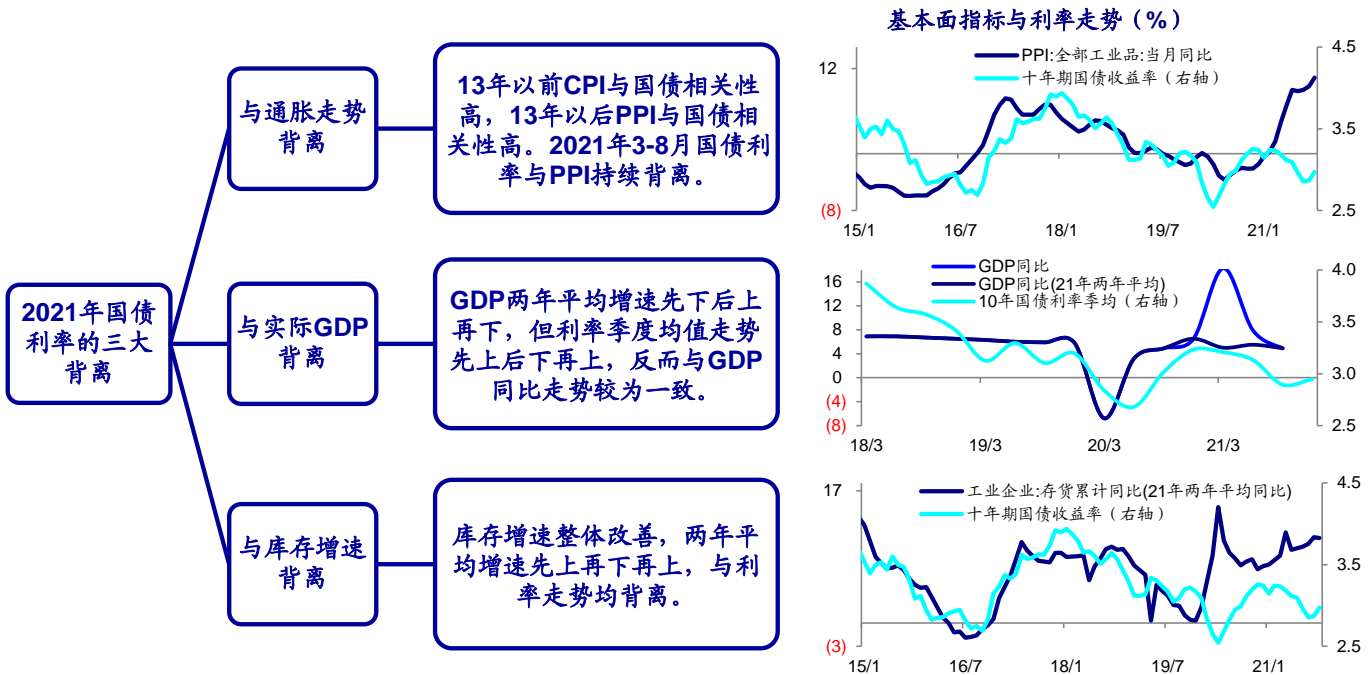 2021年国债
利率的三大
背离
与通胀走势
背离
13年以前CPI与国债相关性
高，13年以后PPI与国债相
关性高。2021年3-8月国债利
率与PPI持续背离。
与实际GDP
背离
GDP两年平均增速先下后上
再下，但利率季度均值走势
先上后下再上，反而与GDP
同比走势较为一致。
与库存增速
背离
库存增速整体改善，两年平
均增速先上再下再上，与利
率走势均背离。
基本面指标与利率走势（%）
PPI:全部工业品:当月同比
十年期国债收益率（右轴）
12
(8)
4.5
3.5
2.5
15/1 16/7 18/1 19/7 21/1
GDP同比
GDP同比(21年两年平均)
10年国债利率季均（右轴）
16
12
8
4
0
(4)
(8)
4.0
3.5
3.0
2.5
18/3 19/3 20/3 21/3
工业企业:存货累计同比(21年两年平均同比)
十年期国债收益率（右轴）
17
(3)
4.5
3.5
2.5
15/1 16/7 18/1 19/7 21/1